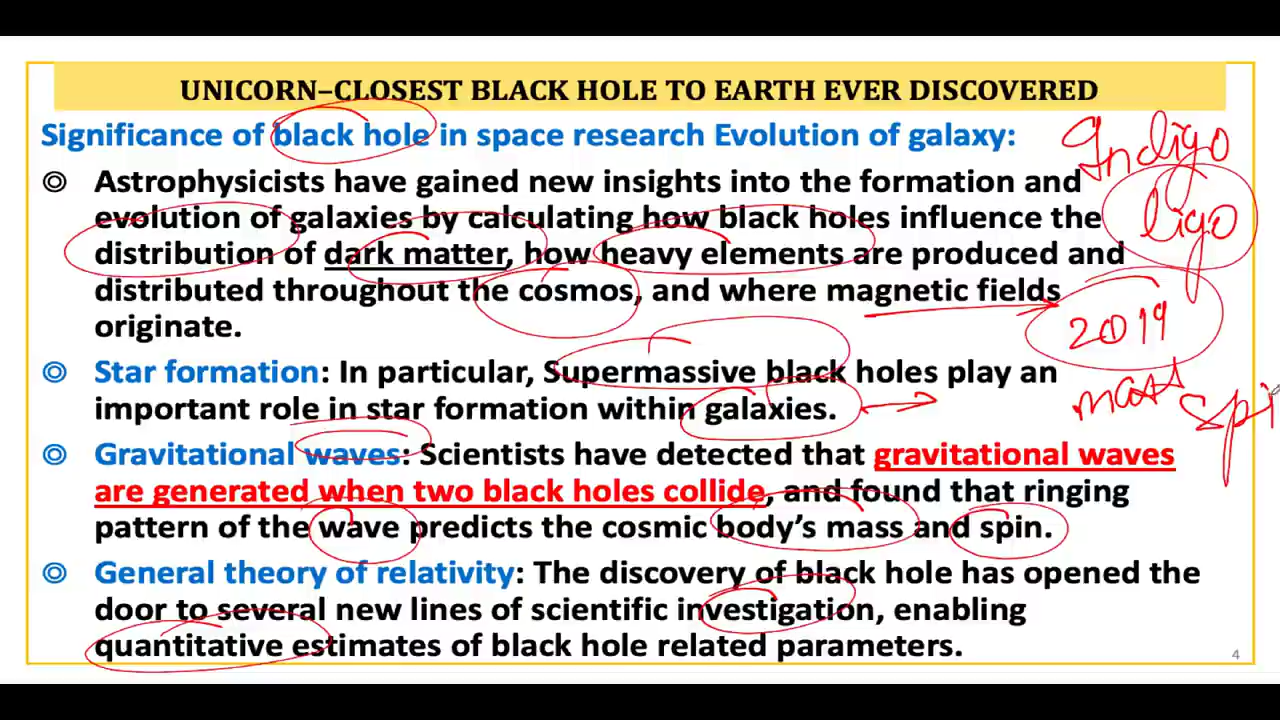 UNICORN–CLOSEST BLACK HOLE TO EARTH EVER DISCOVERED
Significance of black hole in space research Evolution of galaxy:
◎ Astrophysicists have gained new insights into the formation and
evolution of galaxies by calculating how black holes influence the
distribution of dark matter, how heavy elements are produced and
distributed throughout the cosmos, and where magnetic fields
originate.
◎ Star formation: In particular, Supermassive black holes play an
important role in star formation within galaxies.
◎ Gravitational waves: Scientists have detected that gravitational waves
are generated when two black holes collide, and found that ringing
pattern of the wave predicts the cosmic body's mass and spin.
◎ General theory of relativity: The discovery of black hole has opened the
door to several new lines of scientific investigation, enabling
quantitative estimates of black hole related parameters.
Indigo
ligo
2019
mass
spi
4